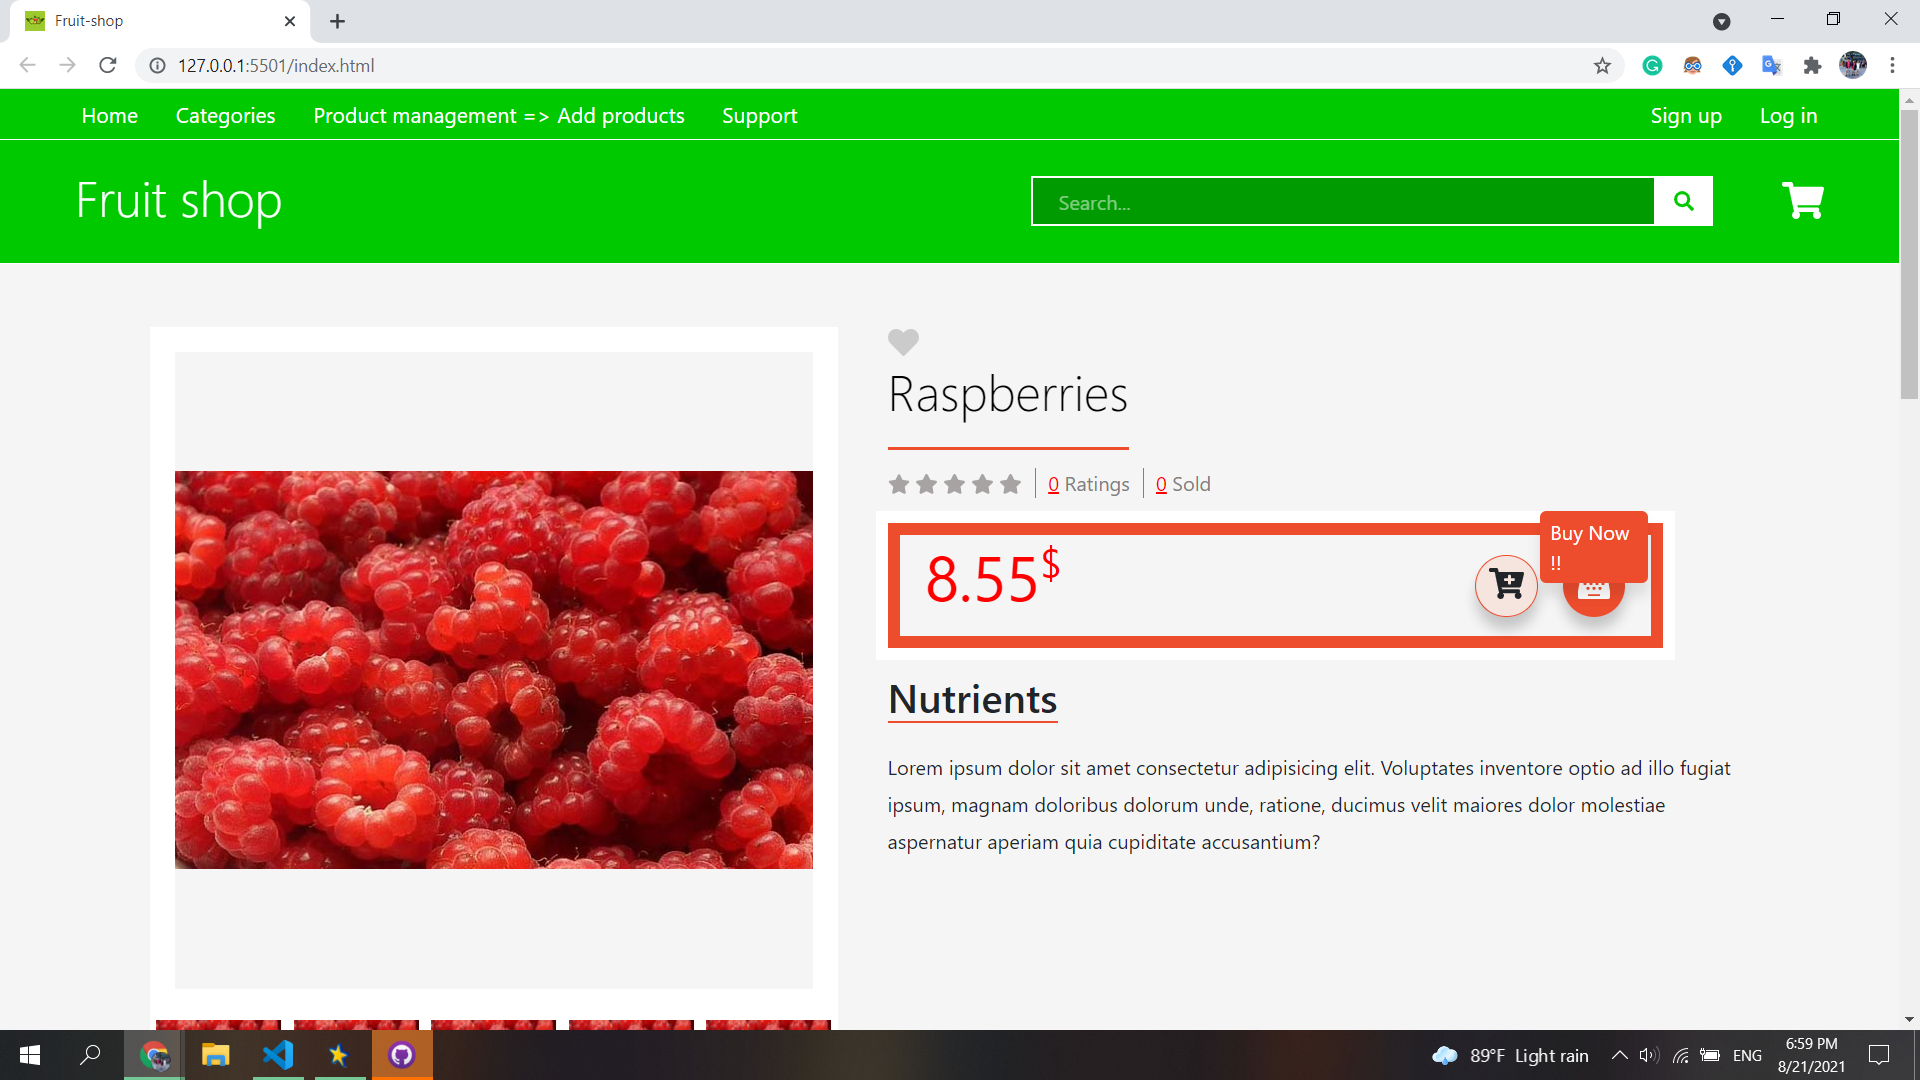 Fruit-shop
127.0.0.1:5501/index.html
Home Categories Product management => Add products Support Sign up Log in
Fruit shop
Search...
Raspberries
0 Ratings 0 Sold
Buy Now
!!
8.55$
Nutrients
Lorem ipsum dolor sit amet consectetur adipisicing elit. Voluptates inventore optio ad illo fugiat
ipsum, magnam doloribus dolorum unde, ratione, ducimus velit maiores dolor molestiae
aspernatur aperiam quia cupiditate accusantium?
89°F Light rain
ENG
6:59 PM
8/21/2021